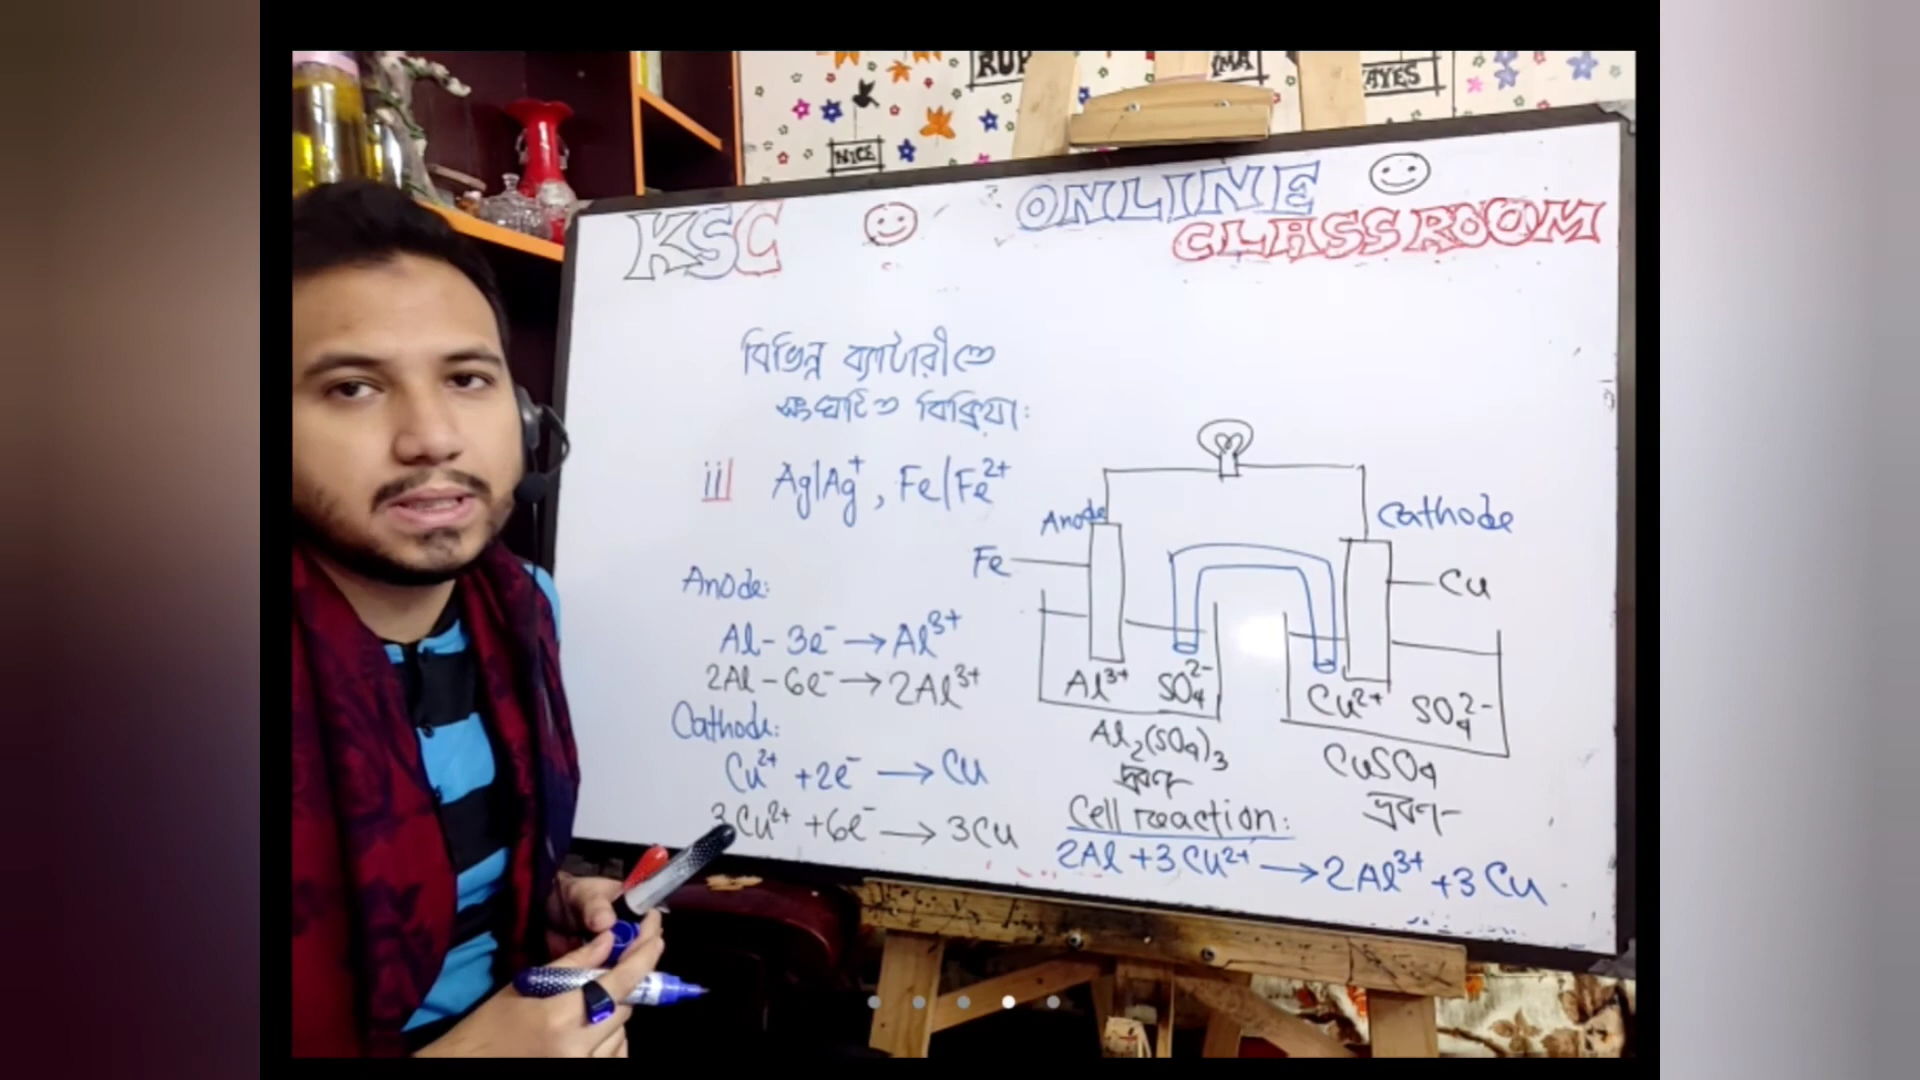 NICE
KSC
ONLINE
CLASSROOM
বিভিন্ন ব্যাটারীতে
সংঘটিত বিক্রিয়া:
ii| Ag|Ag⁺, Fe|Fe²⁺
Anode:
Al - 3e⁻ → Al³⁺
2Al - 6e⁻ → 2Al³⁺
Cathode:
Cu²⁺ + 2e⁻ → Cu
3Cu²⁺ + 6e⁻ → 3Cu
Anode
Cathode
Fe
Cu
Al³⁺ SO₄²⁻
Cu²⁺ SO₄²⁻
Al₂(SO₄)₃
দ্রবণ
CuSO₄
দ্রবণ
Cell reaction:
2Al + 3Cu²⁺ → 2Al³⁺ + 3Cu